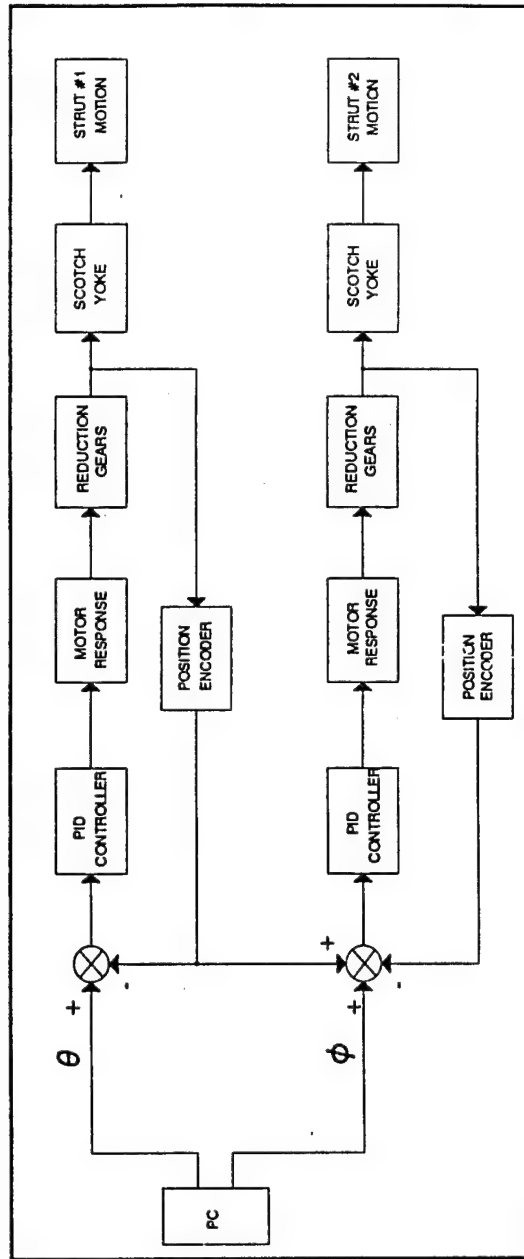 PC
θ
+
-
PID
CONTROLLER
MOTOR
RESPONSE
REDUCTION
GEARS
SCOTCH
YOKE
STRUT #1
MOTION
POSITION
ENCODER
ϕ
+
+
-
PID
CONTROLLER
MOTOR
RESPONSE
REDUCTION
GEARS
SCOTCH
YOKE
STRUT #2
MOTION
POSITION
ENCODER